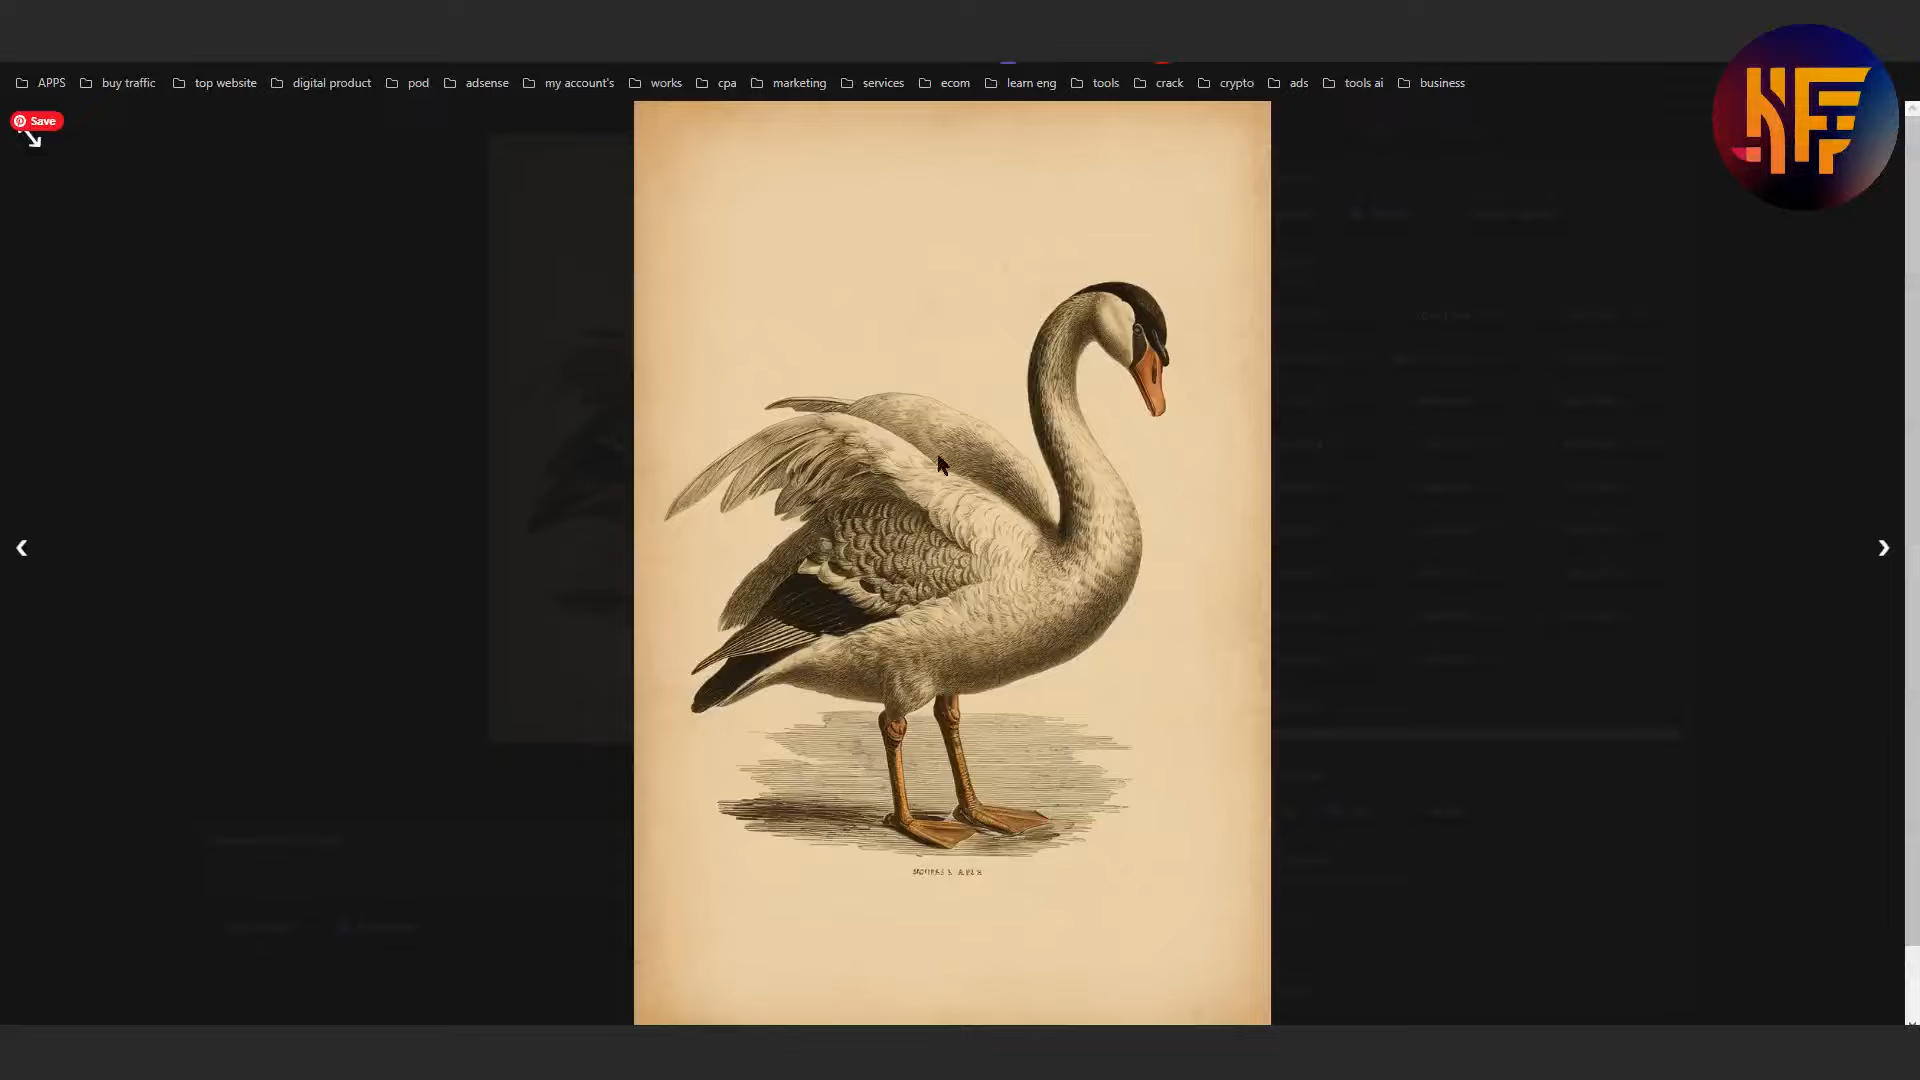 APPS buy traffic top website digital product pod adsense my account's works cpa marketing services ecom learn eng tools crack crypto ads tools ai business
Save